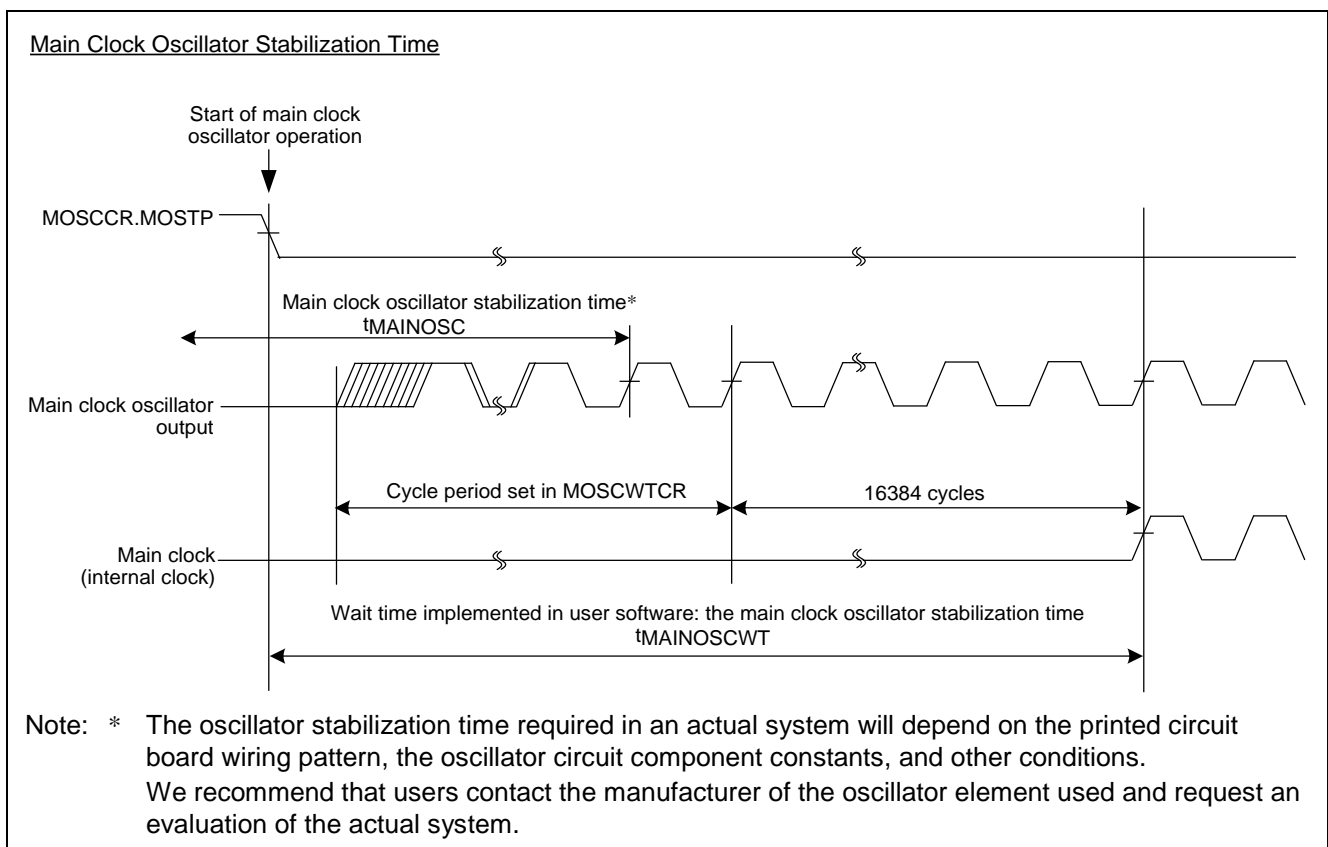 Main Clock Oscillator Stabilization Time
Start of main clock
oscillator operation
MOSCCR.MOSTP
Main clock oscillator stabilization time*
tMAINOSC
Main clock oscillator
output
Cycle period set in MOSCWTCR
16384 cycles
Main clock
(internal clock)
Wait time implemented in user software: the main clock oscillator stabilization time
tMAINOSCWT
Note: * The oscillator stabilization time required in an actual system will depend on the printed circuit
board wiring pattern, the oscillator circuit component constants, and other conditions.
We recommend that users contact the manufacturer of the oscillator element used and request an
evaluation of the actual system.